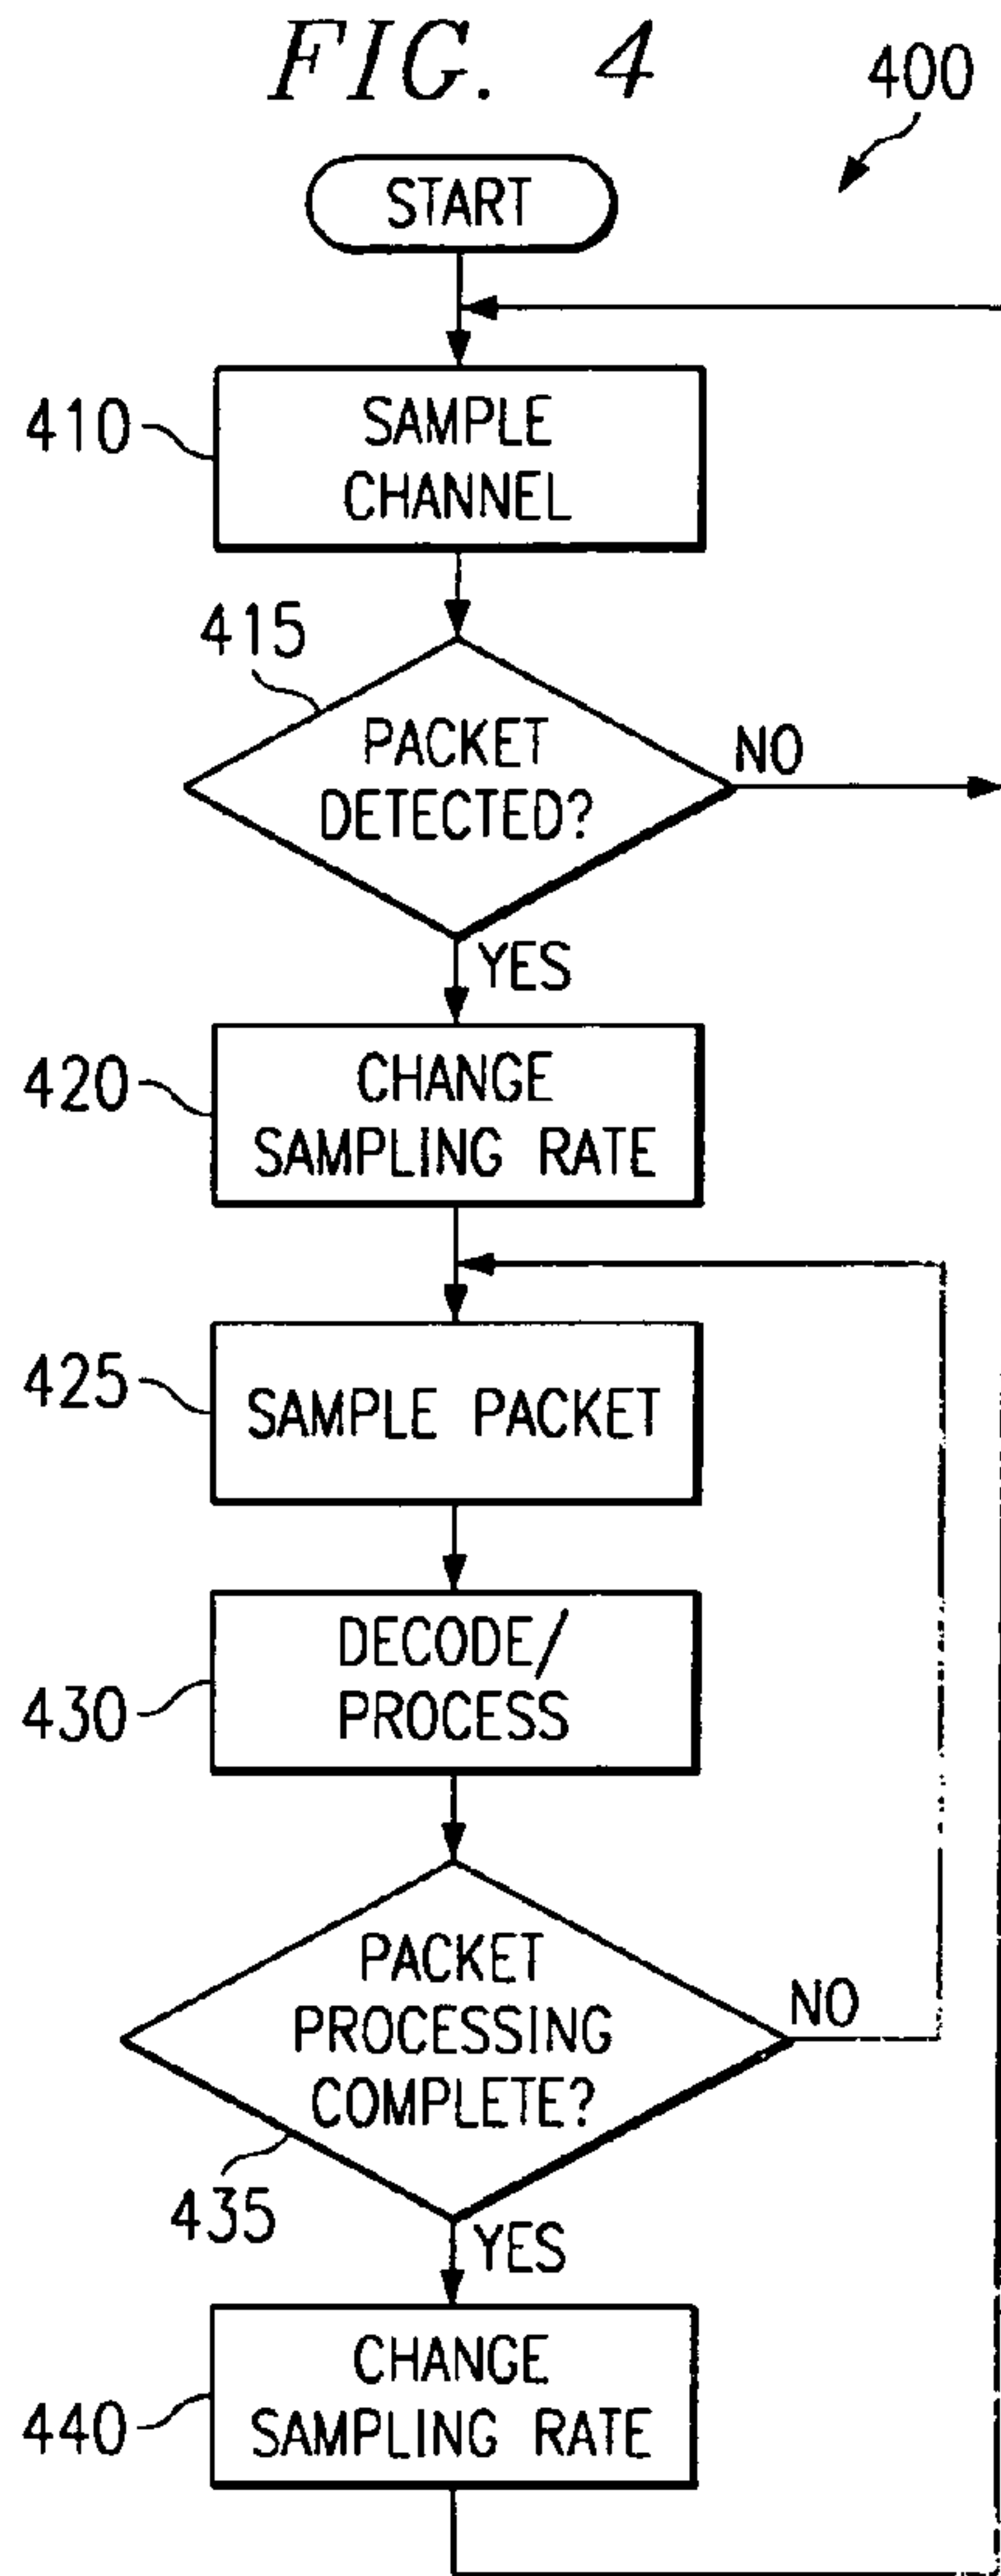 FIG. 4
400
START
410
SAMPLE
CHANNEL
415
PACKET
DETECTED?
NO
YES
420
CHANGE
SAMPLING RATE
425
SAMPLE PACKET
430
DECODE/
PROCESS
PACKET
PROCESSING
COMPLETE?
NO
435
YES
440
CHANGE
SAMPLING RATE